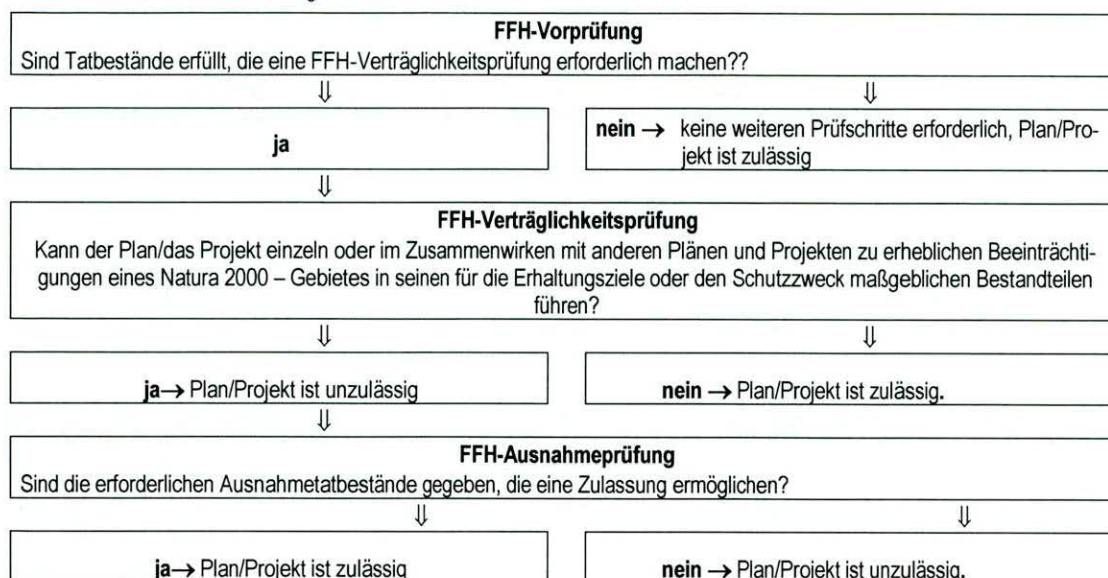 FFH-Vorprüfung
Sind Tatbestände erfüllt, die eine FFH-Verträglichkeitsprüfung erforderlich machen??
⇓ ⇓
ja
nein → keine weiteren Prüfschritte erforderlich, Plan/Pro-
jekt ist zulässig
⇓
FFH-Verträglichkeitsprüfung
Kann der Plan/das Projekt einzeln oder im Zusammenwirken mit anderen Plänen und Projekten zu erheblichen Beeinträchti-
gungen eines Natura 2000 – Gebietes in seinen für die Erhaltungsziele oder den Schutzzweck maßgeblichen Bestandteilen
führen?
⇓ ⇓
ja→ Plan/Projekt ist unzulässig
nein → Plan/Projekt ist zulässig.
⇓
FFH-Ausnahmeprüfung
Sind die erforderlichen Ausnahmetatbestände gegeben, die eine Zulassung ermöglichen?
⇓ ⇓
ja→ Plan/Projekt ist zulässig
nein → Plan/Projekt ist unzulässig.